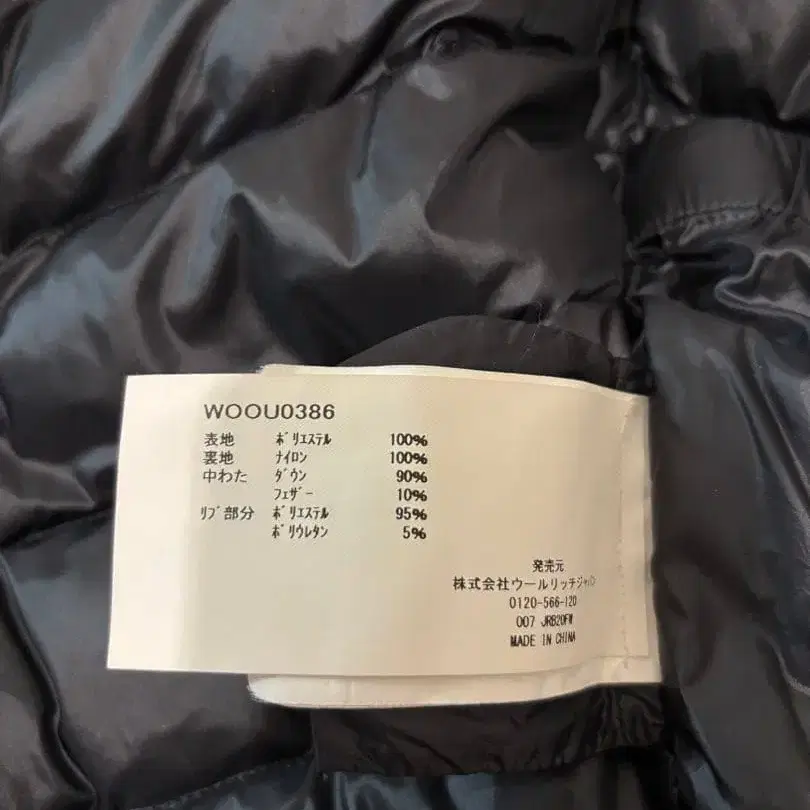 WOOU0386
表地 ﾎﾟﾘｴｽﾃﾙ 100%
裏地 ﾅｲﾛﾝ 100%
中わた ﾀﾞｳﾝ 90%
ﾌｪｻﾞｰ 10%
ﾘﾌﾞ部分 ﾎﾟﾘｴｽﾃﾙ 95%
ﾎﾟﾘｳﾚﾀﾝ 5%
発売元
株式会社ウールリッチジャパン
0120-566-120
007 JRB20FW
MADE IN CHINA